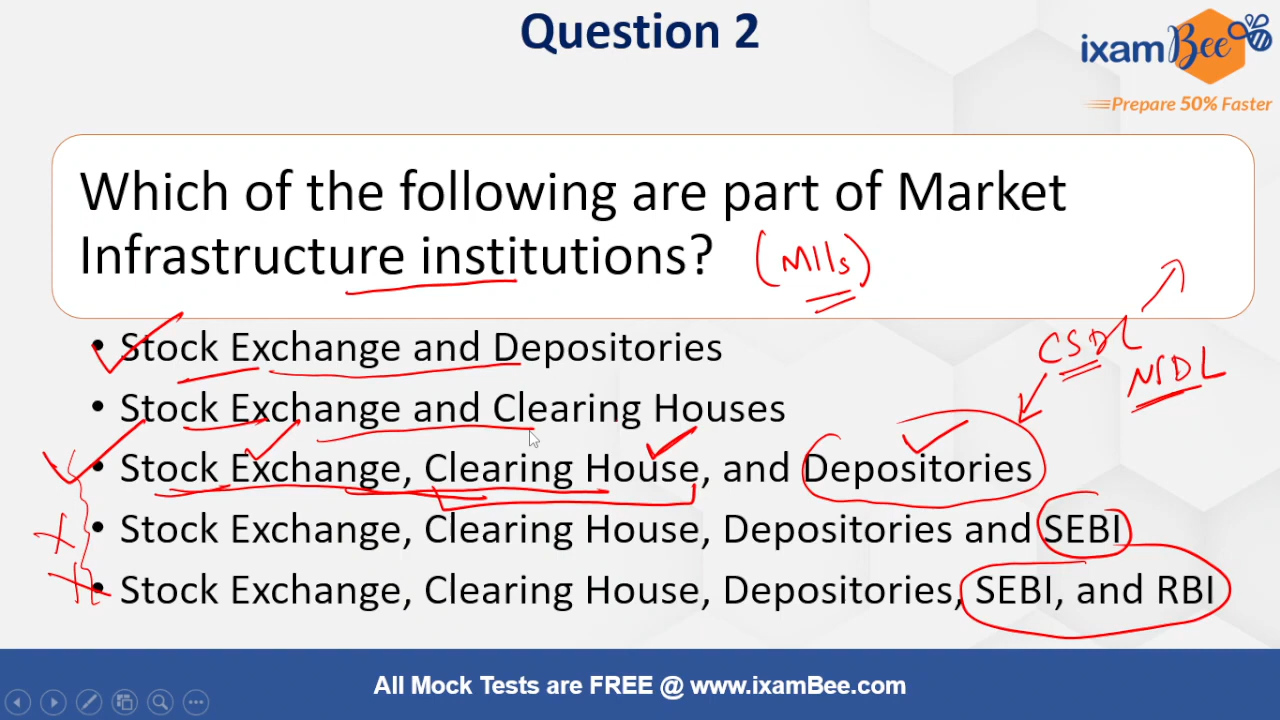 Question 2
ixamBee
Prepare 50% Faster
Which of the following are part of Market
Infrastructure institutions? (MIIs)
• Stock Exchange and Depositories
CSDL
NSDL
• Stock Exchange and Clearing Houses
• Stock Exchange, Clearing House, and Depositories
• Stock Exchange, Clearing House, Depositories and SEBI
• Stock Exchange, Clearing House, Depositories, SEBI, and RBI
All Mock Tests are FREE @ www.ixamBee.com